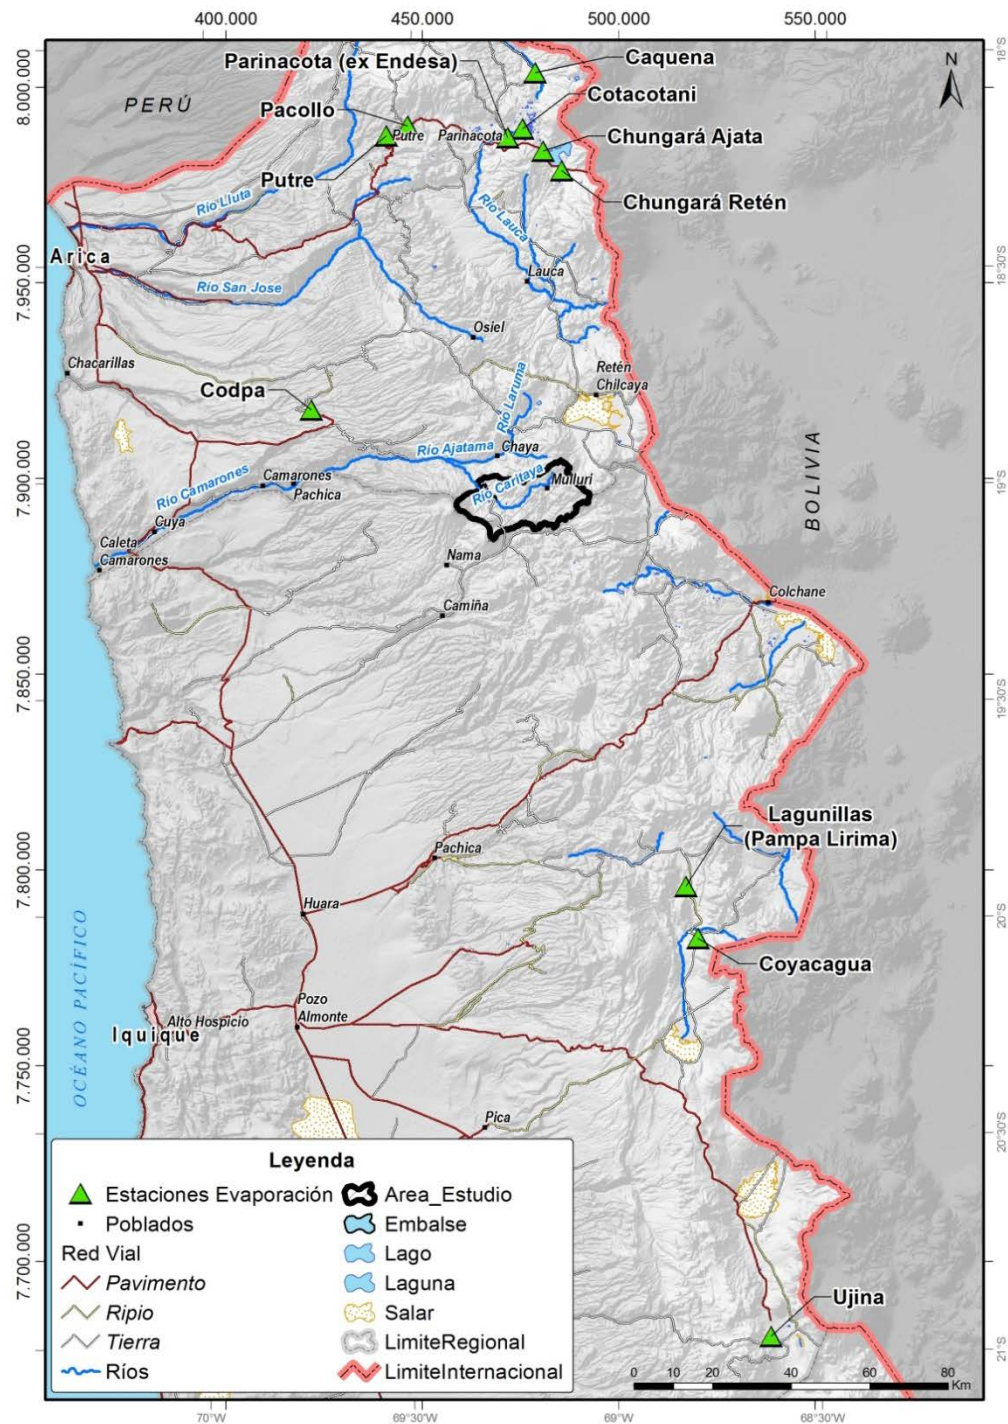 400.000
450.000
500.000
550.000
18°S
8.000.000
PERÚ
Parinacota (ex Endesa)
Caquena
N
Pacollo
Cotacotani
Putre
Parinacota
Chungará Ajata
Putre
Chungará Retén
Río Lluta
Río Lauca
Arica
Lauca
18°30'S
7.950.000
Río San Jose
Osiel
Chacarillas
Retén
Chilcaya
Codpa
Río Laruma
BOLIVIA
Río Ajatama
Chaya
Río Camarones
Camarones
Río Caritaya
Mulluri
19°S
7.900.000
Pachica
Cuya
Caleta
Camarones
Nama
Colchane
Camiña
7.850.000
19°30'S
Lagunillas
(Pampa Lirima)
Pachica
7.800.000
Huara
20°S
OCÉANO PACÍFICO
Coyacagua
Pozo
Almonte
Alto Hospicio
Iquique
7.750.000
Pica
20°30'S
Leyenda
Estaciones Evaporación
Area_Estudio
Poblados
Embalse
Red Vial
Lago
Pavimento
Laguna
Ripio
Salar
Tierra
LimiteRegional
Ríos
LimiteInternacional
7.700.000
Ujina
21°S
0 10 20 40 60 80
Km
70°W
69°30'W
69°W
68°30'W